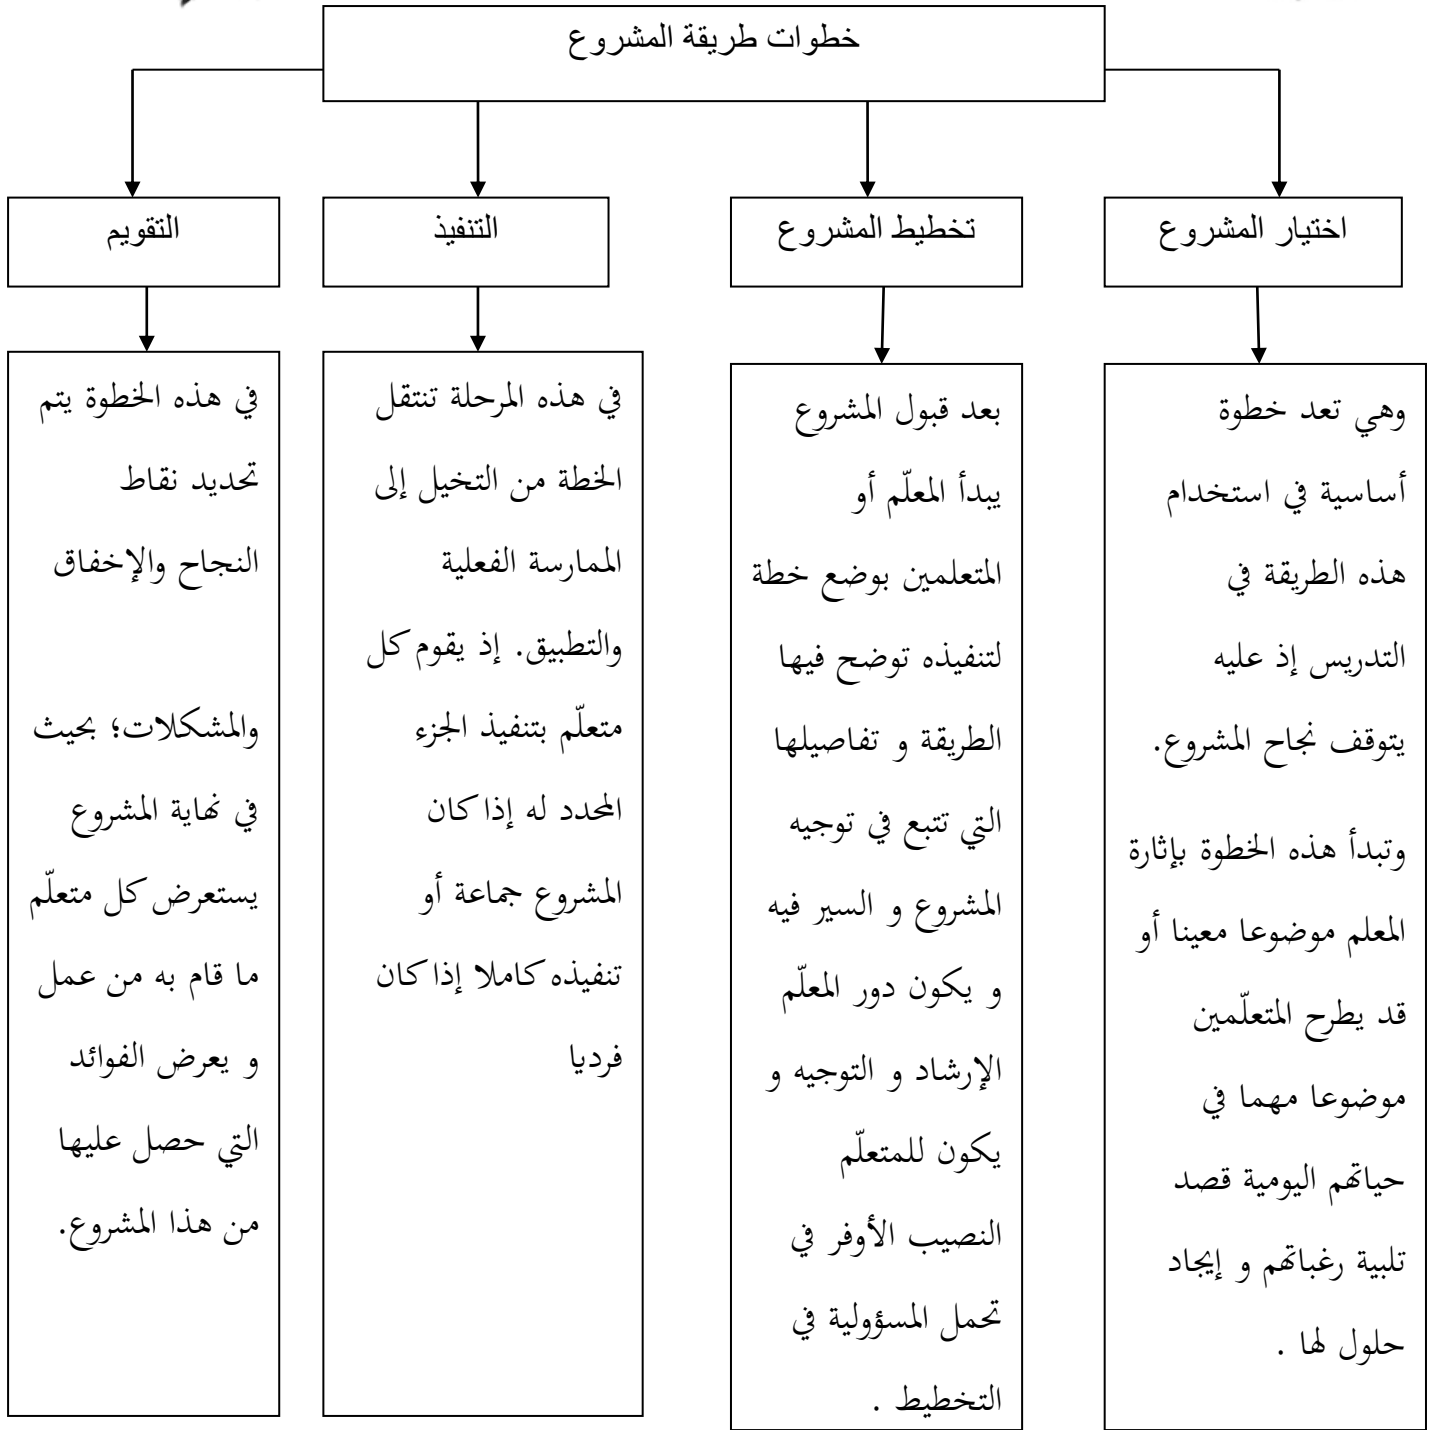 خطوات طريقة المشروع
اختيار المشروع
تخطيط المشروع
التنفيذ
التقويم
وهي تعد خطوة
أساسية في استخدام
هذه الطريقة في
التدريس إذ عليه
يتوقف نجاح المشروع.
وتبدأ هذه الخطوة بإثارة
المعلم موضوعا معينا أو
قد يطرح المتعلّمين
موضوعا مهما في
حياتهم اليومية قصد
تلبية رغباتهم و إيجاد
حلول لها .
بعد قبول المشروع
يبدأ المعلّم أو
المتعلمين بوضع خطة
لتنفيذه توضح فيها
الطريقة و تفاصيلها
التي تتبع في توجيه
المشروع و السير فيه
و يكون دور المعلّم
الإرشاد و التوجيه و
يكون للمتعلّم
النصيب الأوفر في
تحمل المسؤولية في
التخطيط .
في هذه المرحلة تنتقل
الخطة من التخيل إلى
الممارسة الفعلية
والتطبيق. إذ يقوم كل
متعلّم بتنفيذ الجزء
المحدد له إذا كان
المشروع جماعة أو
تنفيذه كاملا إذا كان
فرديا
في هذه الخطوة يتم
تحديد نقاط
النجاح والإخفاق
والمشكلات؛ بحيث
في نهاية المشروع
يستعرض كل متعلّم
ما قام به من عمل
و يعرض الفوائد
التي حصل عليها
من هذا المشروع.